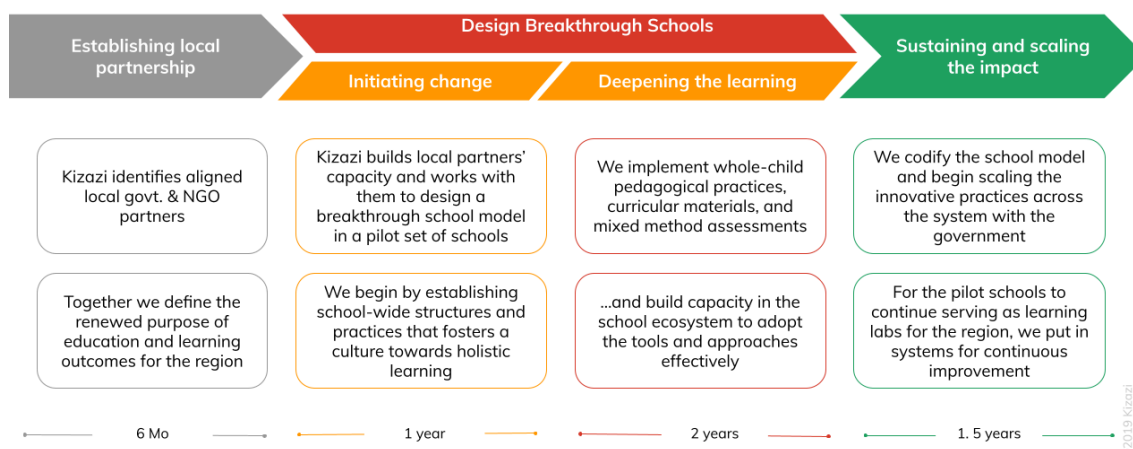 Establishing local
partnership
Design Breakthrough Schools
Initiating change
Deepening the learning
Sustaining and scaling
the impact
Kizazi identifies aligned
local govt. & NGO
partners
Kizazi builds local partners’
capacity and works with
them to design a
breakthrough school model
in a pilot set of schools
We implement whole-child
pedagogical practices,
curricular materials, and
mixed method assessments
We codify the school model
and begin scaling the
innovative practices across
the system with the
government
Together we define the
renewed purpose of
education and learning
outcomes for the region
We begin by establishing
school-wide structures and
practices that fosters a
culture towards holistic
learning
...and build capacity in the
school ecosystem to adopt
the tools and approaches
effectively
For the pilot schools to
continue serving as learning
labs for the region, we put in
systems for continuous
improvement
6 Mo
1 year
2 years
1. 5 years
2019 Kizazi